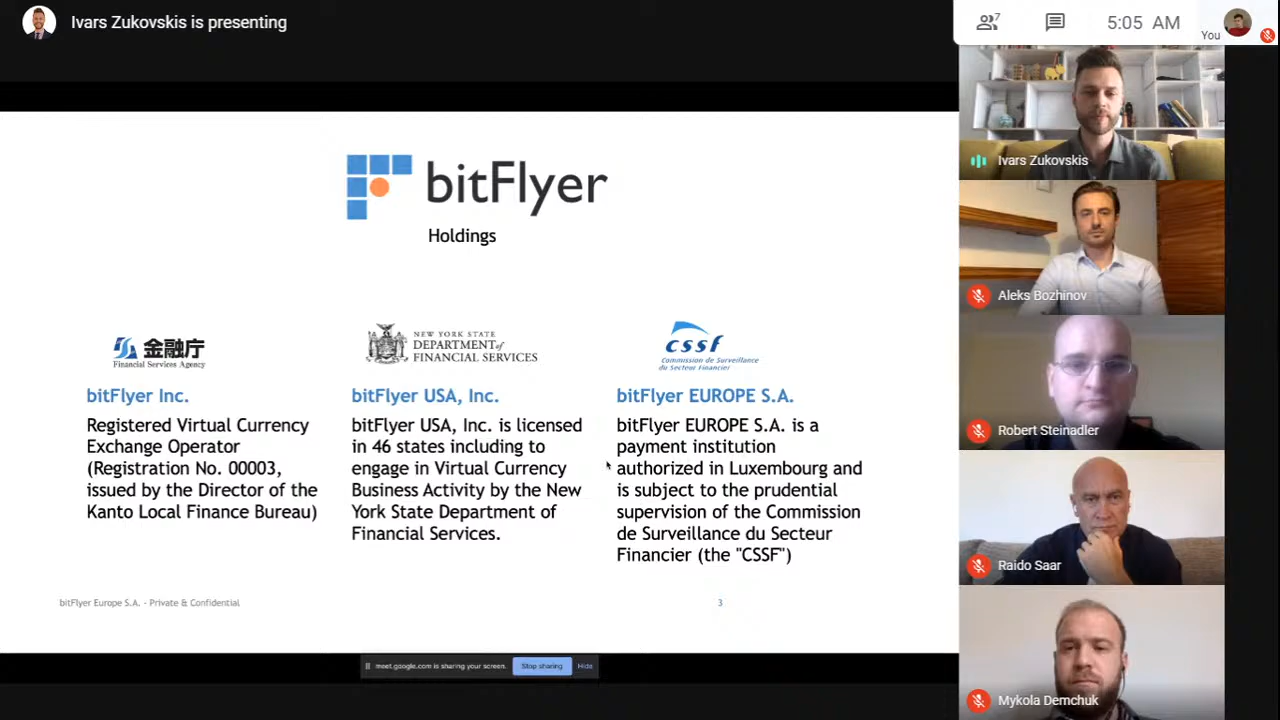 Ivars Zukovskis is presenting
7
5:05 AM
You
bitFlyer
Holdings
金融庁
Financial Services Agency
bitFlyer Inc.
Registered Virtual Currency
Exchange Operator
(Registration No. 00003,
issued by the Director of the
Kanto Local Finance Bureau)
NEW YORK STATE
DEPARTMENT of
FINANCIAL SERVICES
bitFlyer USA, Inc.
bitFlyer USA, Inc. is licensed
in 46 states including to
engage in Virtual Currency
Business Activity by the New
York State Department of
Financial Services.
cssf
Commission de Surveillance
du Secteur Financier
bitFlyer EUROPE S.A.
bitFlyer EUROPE S.A. is a
payment institution
authorized in Luxembourg and
is subject to the prudential
supervision of the Commission
de Surveillance du Secteur
Financier (the "CSSF")
bitFlyer Europe S.A. - Private & Confidential
3
meet.google.com is sharing your screen.
Stop sharing
Hide
Ivars Zukovskis
Aleks Bozhinov
Robert Steinadler
Raido Saar
Mykola Demchuk